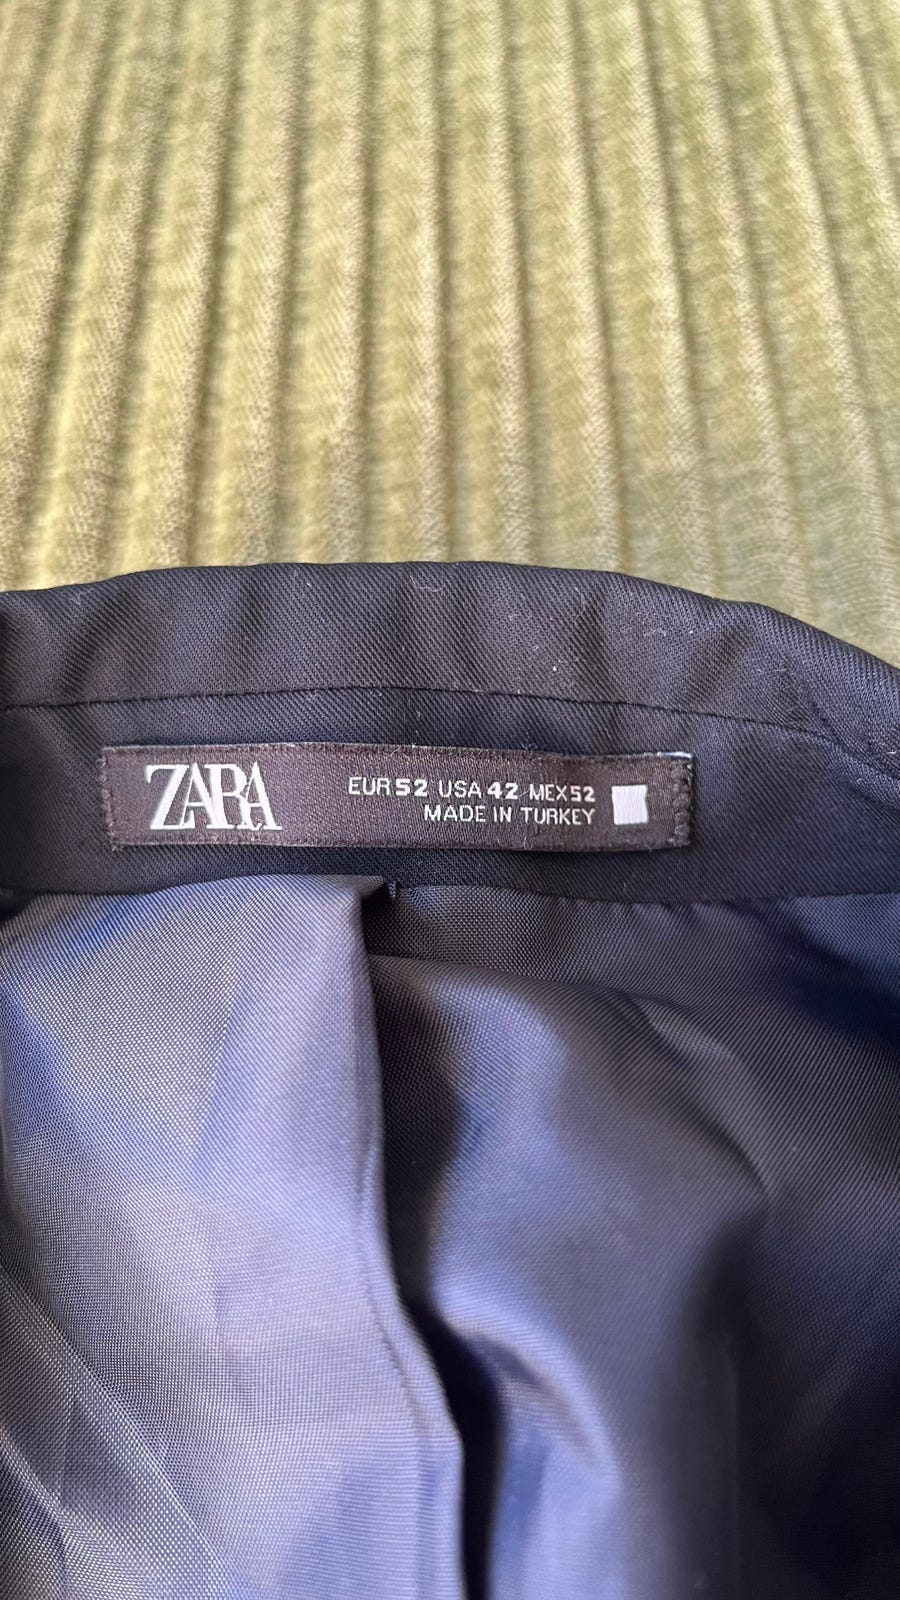 ZARA
EUR 52 USA 42 MEX 52
MADE IN TURKEY